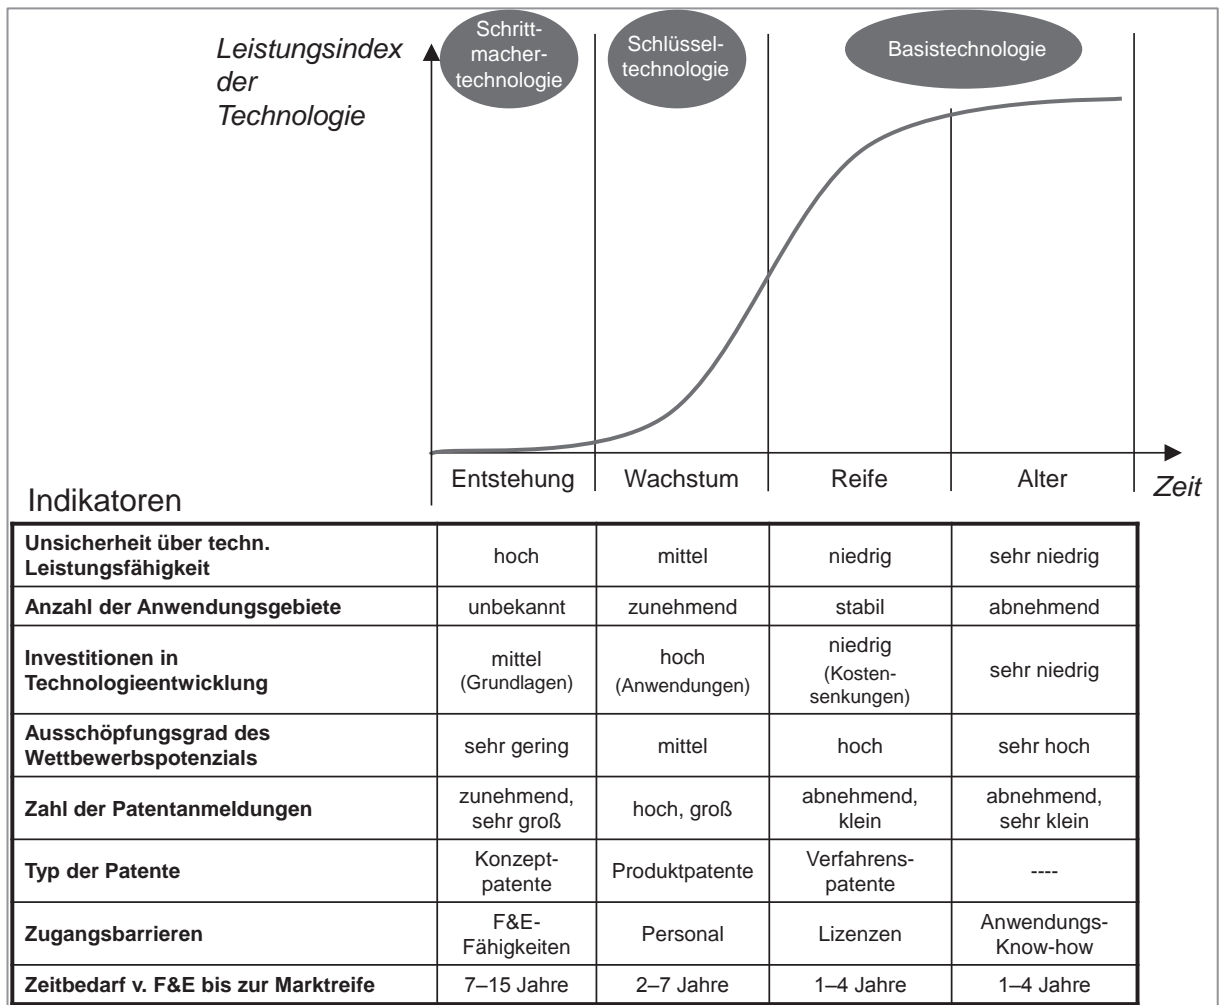 Leistungsindex
der
Technologie
Schritt-
macher-
technologie
Schlüssel-
technologie
Basistechnologie
Entstehung
Wachstum
Reife
Alter
Zeit
Indikatoren
Unsicherheit über techn.
Leistungsfähigkeit
hoch
mittel
niedrig
sehr niedrig
Anzahl der Anwendungsgebiete
unbekannt
zunehmend
stabil
abnehmend
Investitionen in
Technologieentwicklung
mittel
(Grundlagen)
hoch
(Anwendungen)
niedrig
(Kosten-
senkungen)
sehr niedrig
Ausschöpfungsgrad des
Wettbewerbspotenzials
sehr gering
mittel
hoch
sehr hoch
Zahl der Patentanmeldungen
zunehmend,
sehr groß
hoch, groß
abnehmend,
klein
abnehmend,
sehr klein
Typ der Patente
Konzept-
patente
Produktpatente
Verfahrens-
patente
----
Zugangsbarrieren
F&E-
Fähigkeiten
Personal
Lizenzen
Anwendungs-
Know-how
Zeitbedarf v. F&E bis zur Marktreife
7–15 Jahre
2–7 Jahre
1–4 Jahre
1–4 Jahre